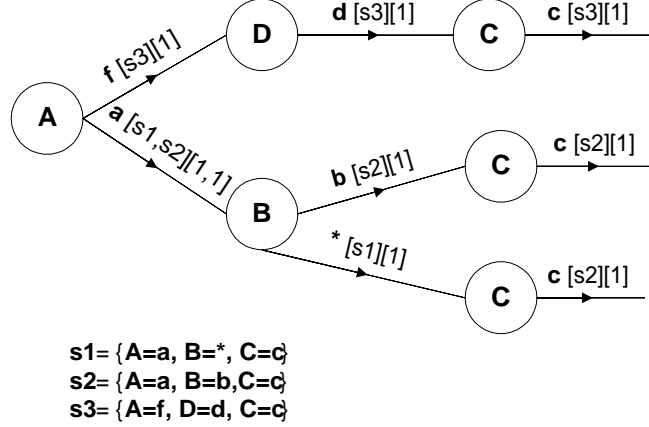 D
d [s3][1]
C
c [s3][1]
f [s3][1]
A
a [s1,s2][1,1]
B
b [s2][1]
C
c [s2][1]
* [s1][1]
C
c [s2][1]
s1= {A=a, B=*, C=c}
s2= {A=a, B=b,C=c}
s3= {A=f, D=d, C=c}